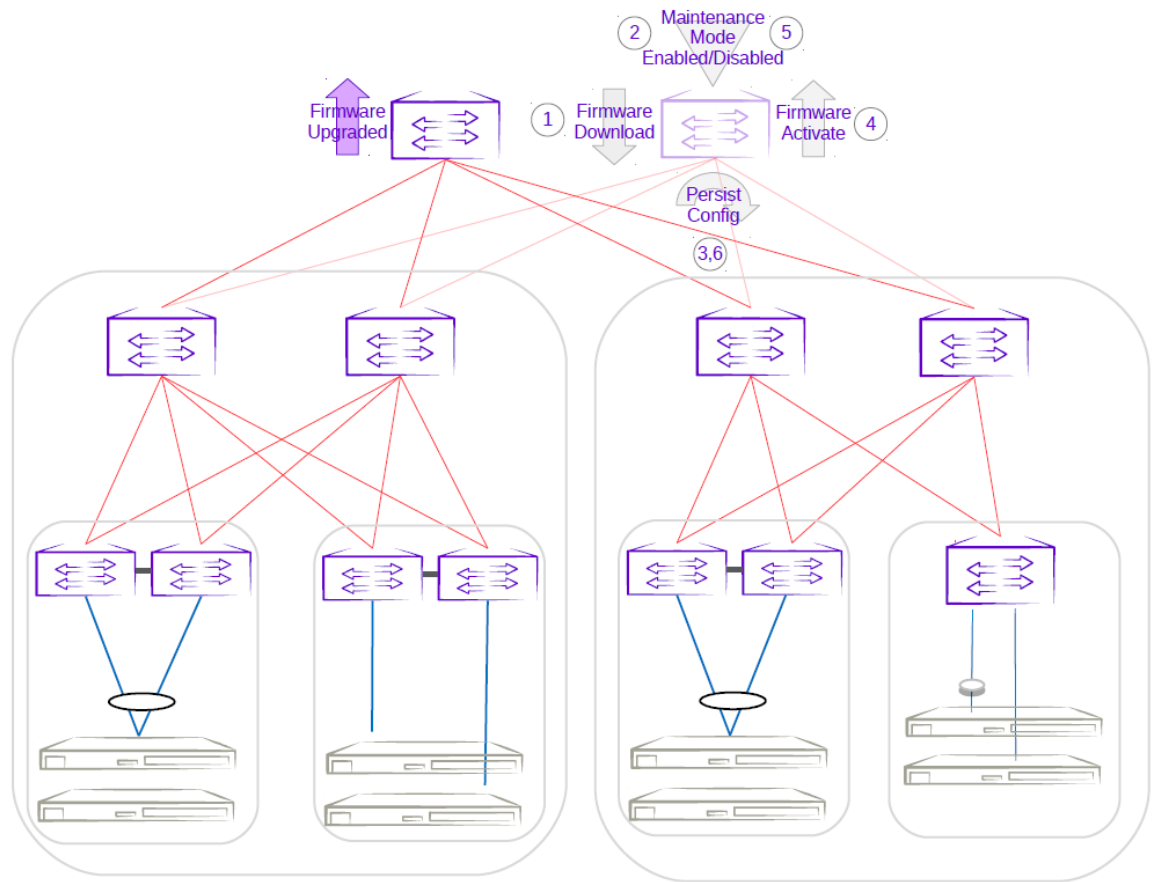 2
Maintenance
Mode
Enabled/Disabled
5
Firmware
Upgraded
1
Firmware
Download
Firmware
Activate
4
Persist
Config
3,6